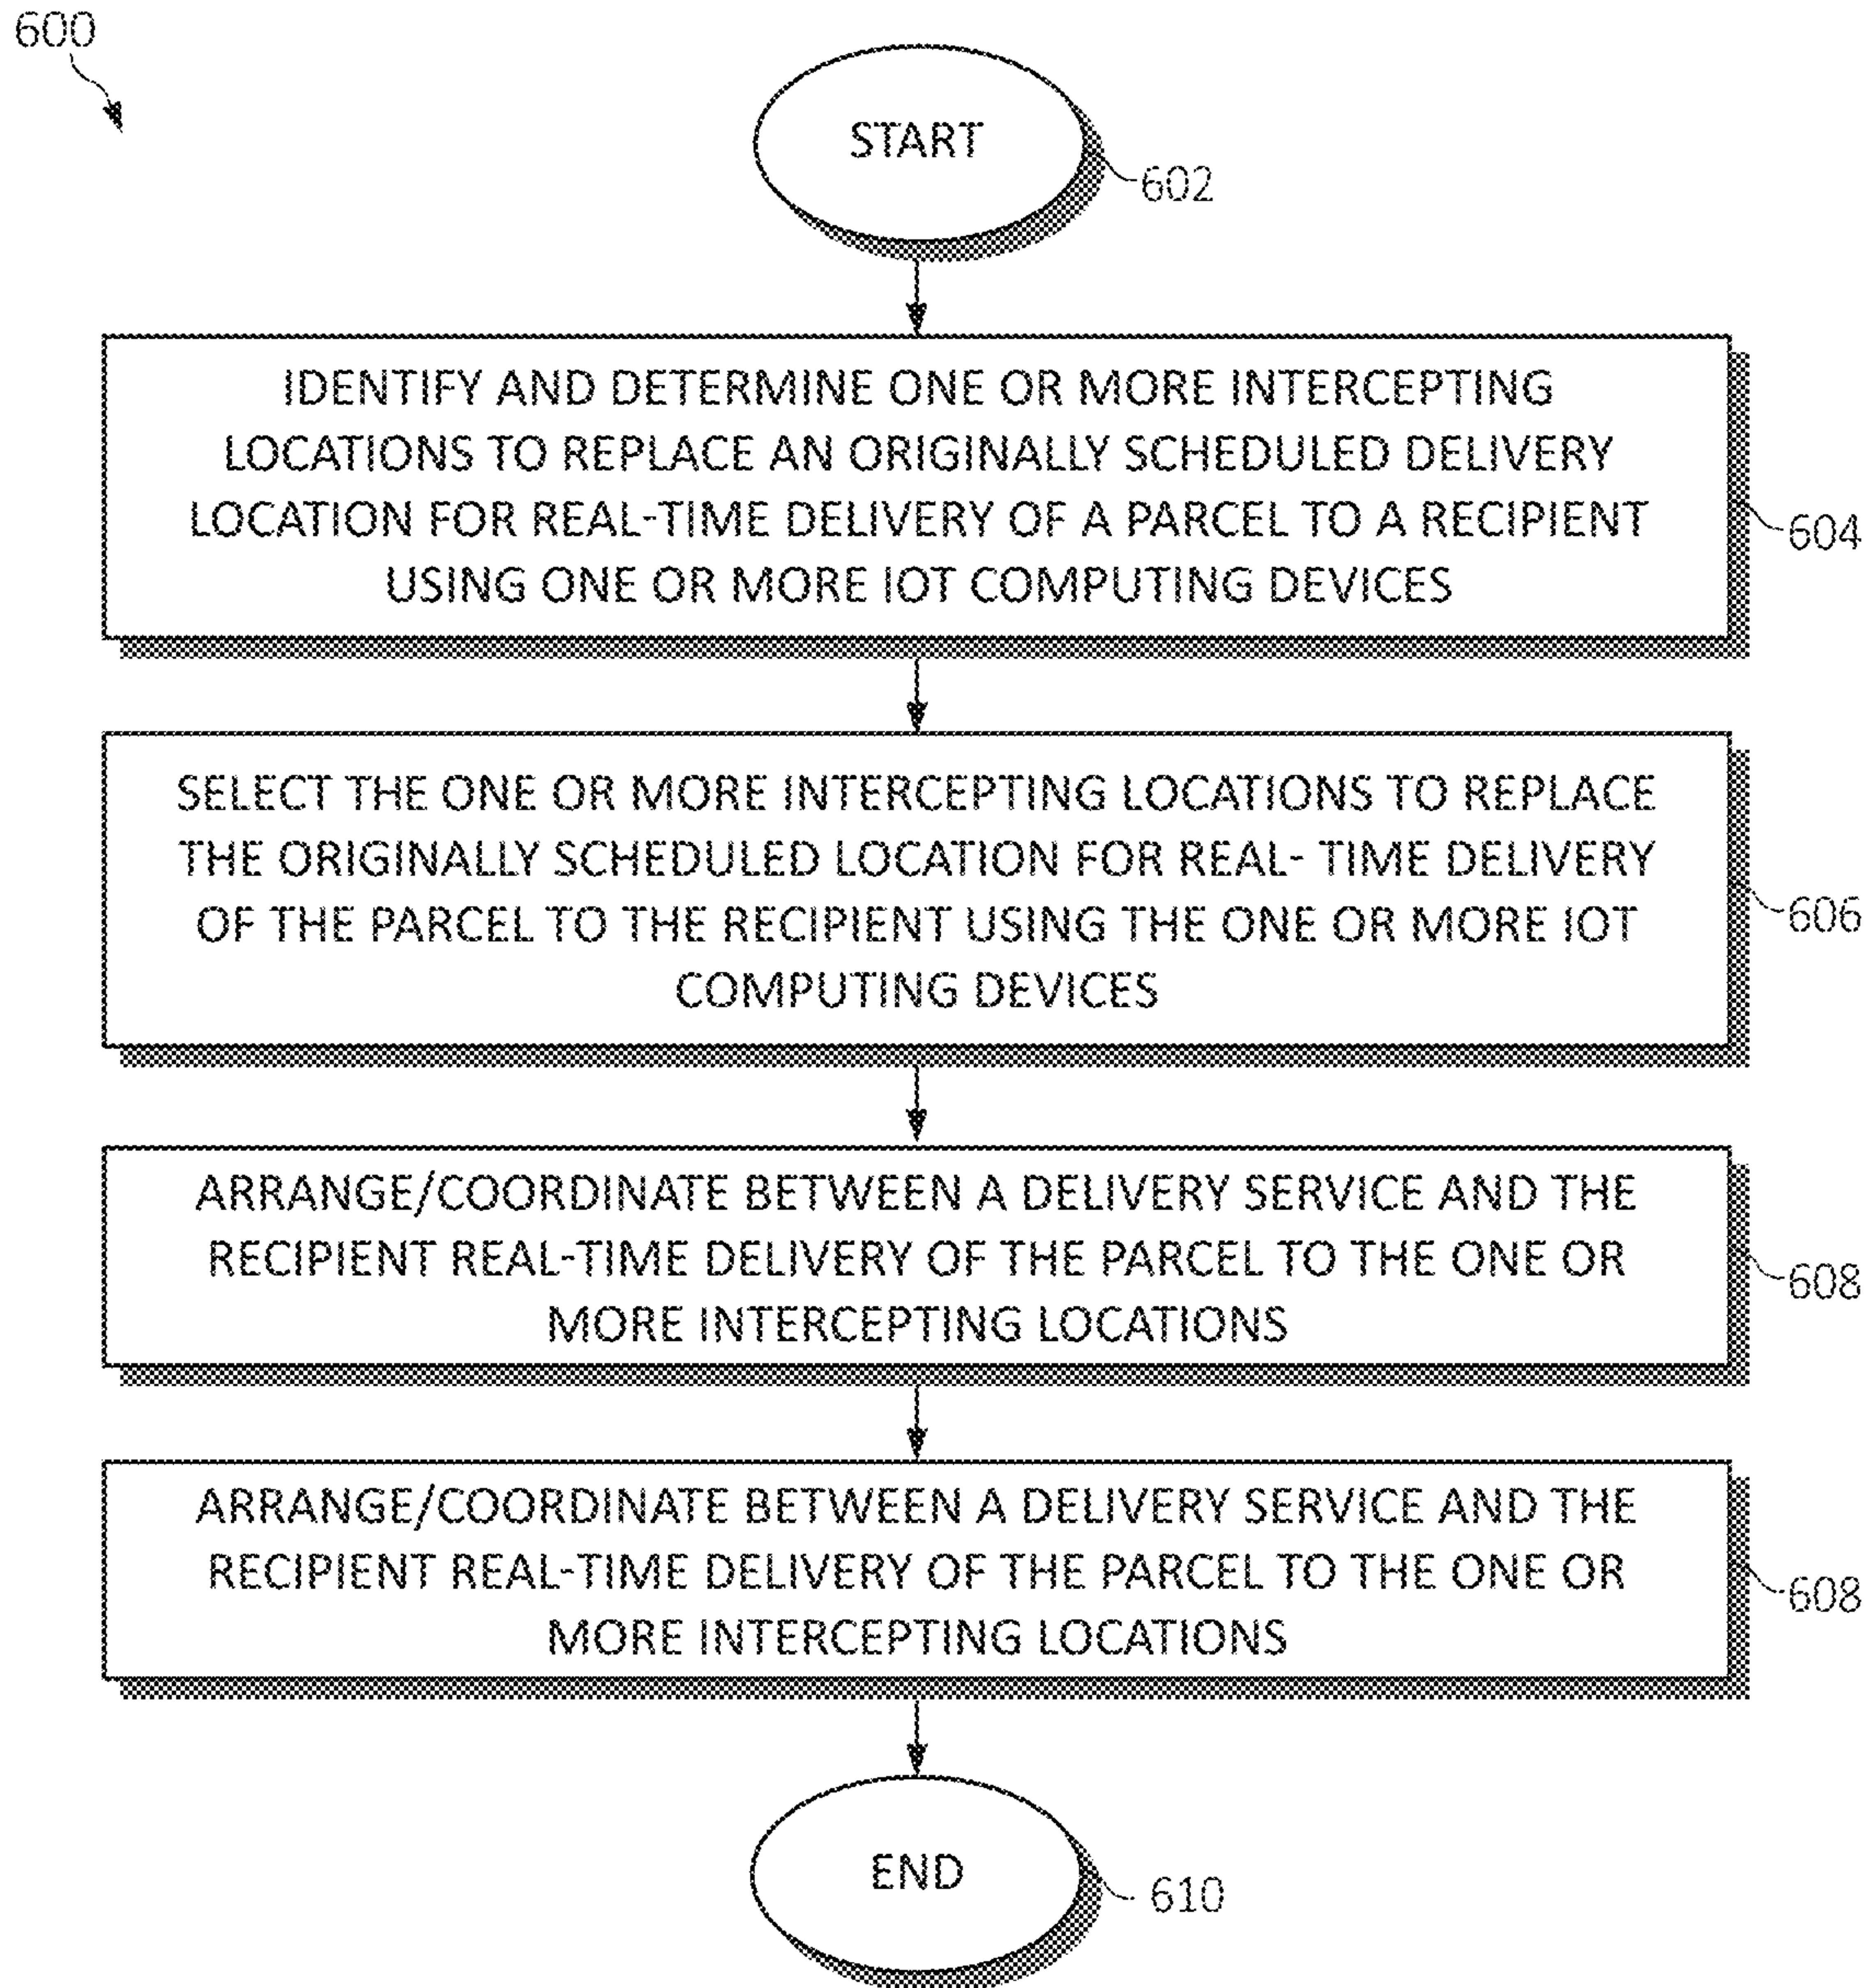 600
START
602
IDENTIFY AND DETERMINE ONE OR MORE INTERCEPTING
LOCATIONS TO REPLACE AN ORIGINALLY SCHEDULED DELIVERY
LOCATION FOR REAL-TIME DELIVERY OF A PARCEL TO A RECIPIENT
USING ONE OR MORE IOT COMPUTING DEVICES
604
SELECT THE ONE OR MORE INTERCEPTING LOCATIONS TO REPLACE
THE ORIGINALLY SCHEDULED LOCATION FOR REAL- TIME DELIVERY
OF THE PARCEL TO THE RECIPIENT USING THE ONE OR MORE IOT
COMPUTING DEVICES
606
ARRANGE/COORDINATE BETWEEN A DELIVERY SERVICE AND THE
RECIPIENT REAL-TIME DELIVERY OF THE PARCEL TO THE ONE OR
MORE INTERCEPTING LOCATIONS
608
ARRANGE/COORDINATE BETWEEN A DELIVERY SERVICE AND THE
RECIPIENT REAL-TIME DELIVERY OF THE PARCEL TO THE ONE OR
MORE INTERCEPTING LOCATIONS
608
END
610